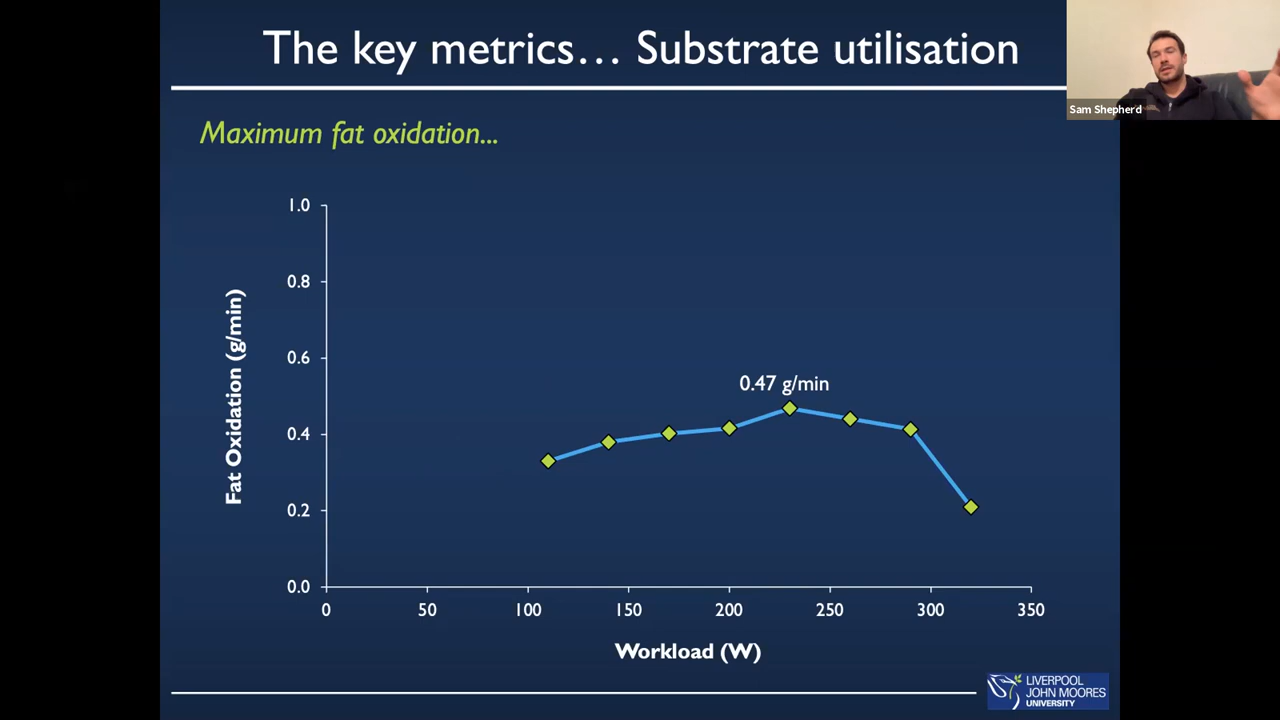 The key metrics… Substrate utilisation
Sam Shepherd
Maximum fat oxidation...
1.0
0.8
0.6
0.4
0.2
0.0
Fat Oxidation (g/min)
0.47 g/min
0 50 100 150 200 250 300 350
Workload (W)
LIVERPOOL
JOHN MOORES
UNIVERSITY